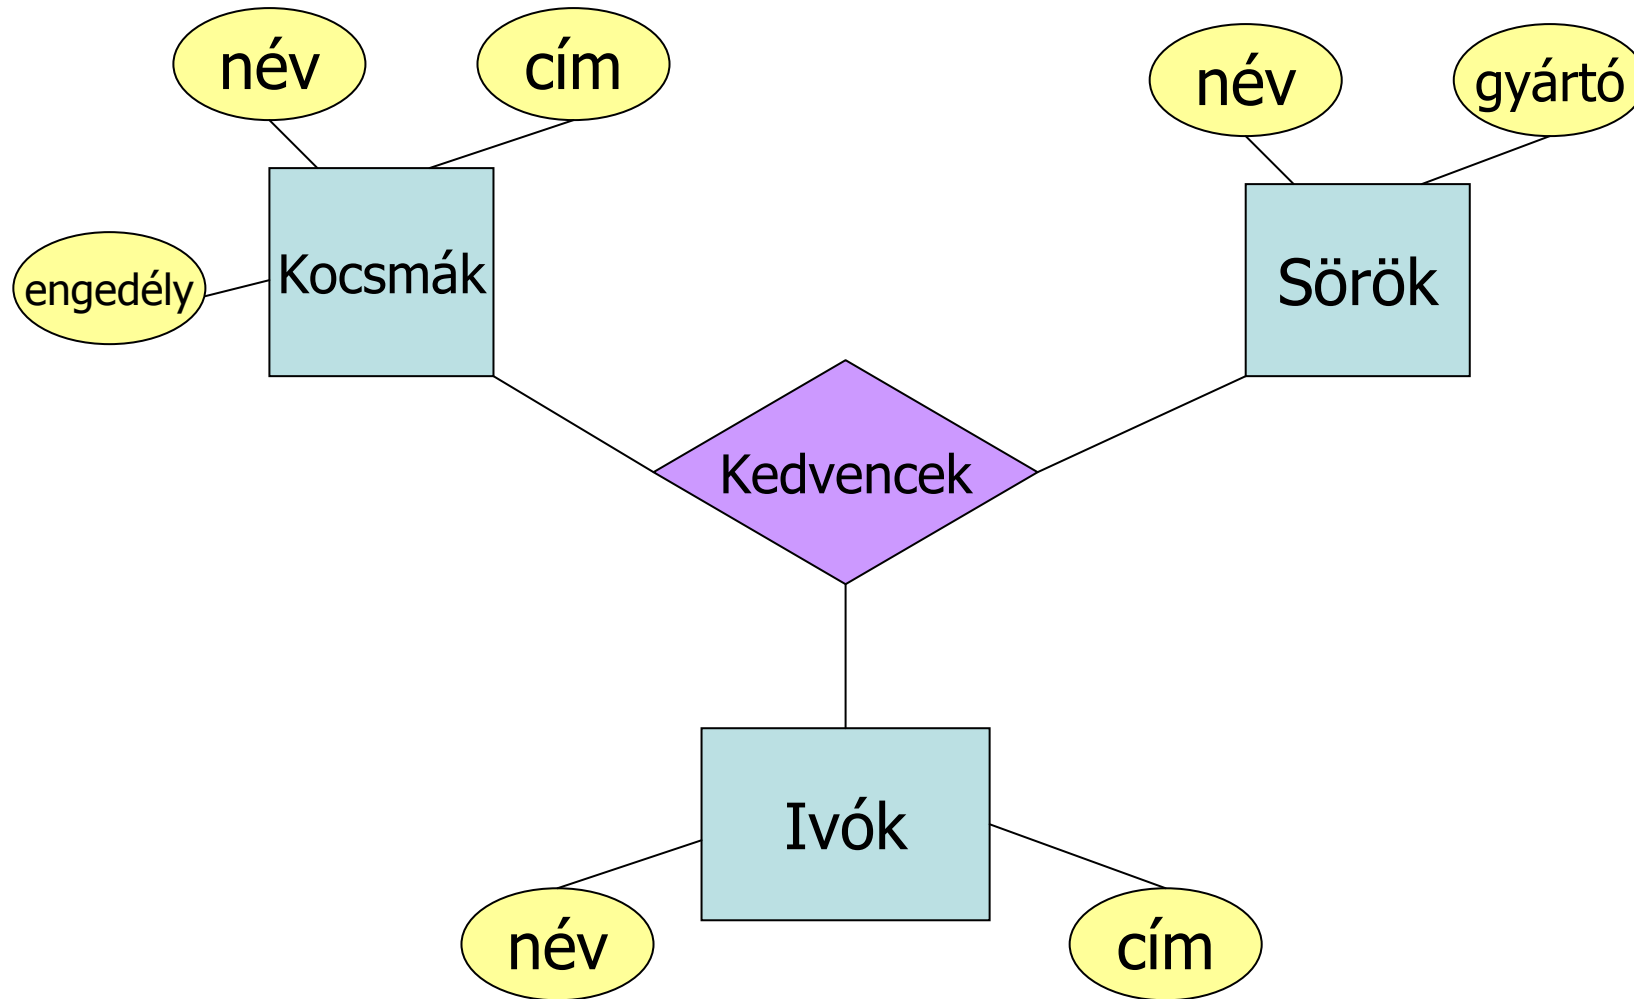 név
cím
név
gyártó
engedély
Kocsmák
Sörök
Kedvencek
Ivók
név
cím